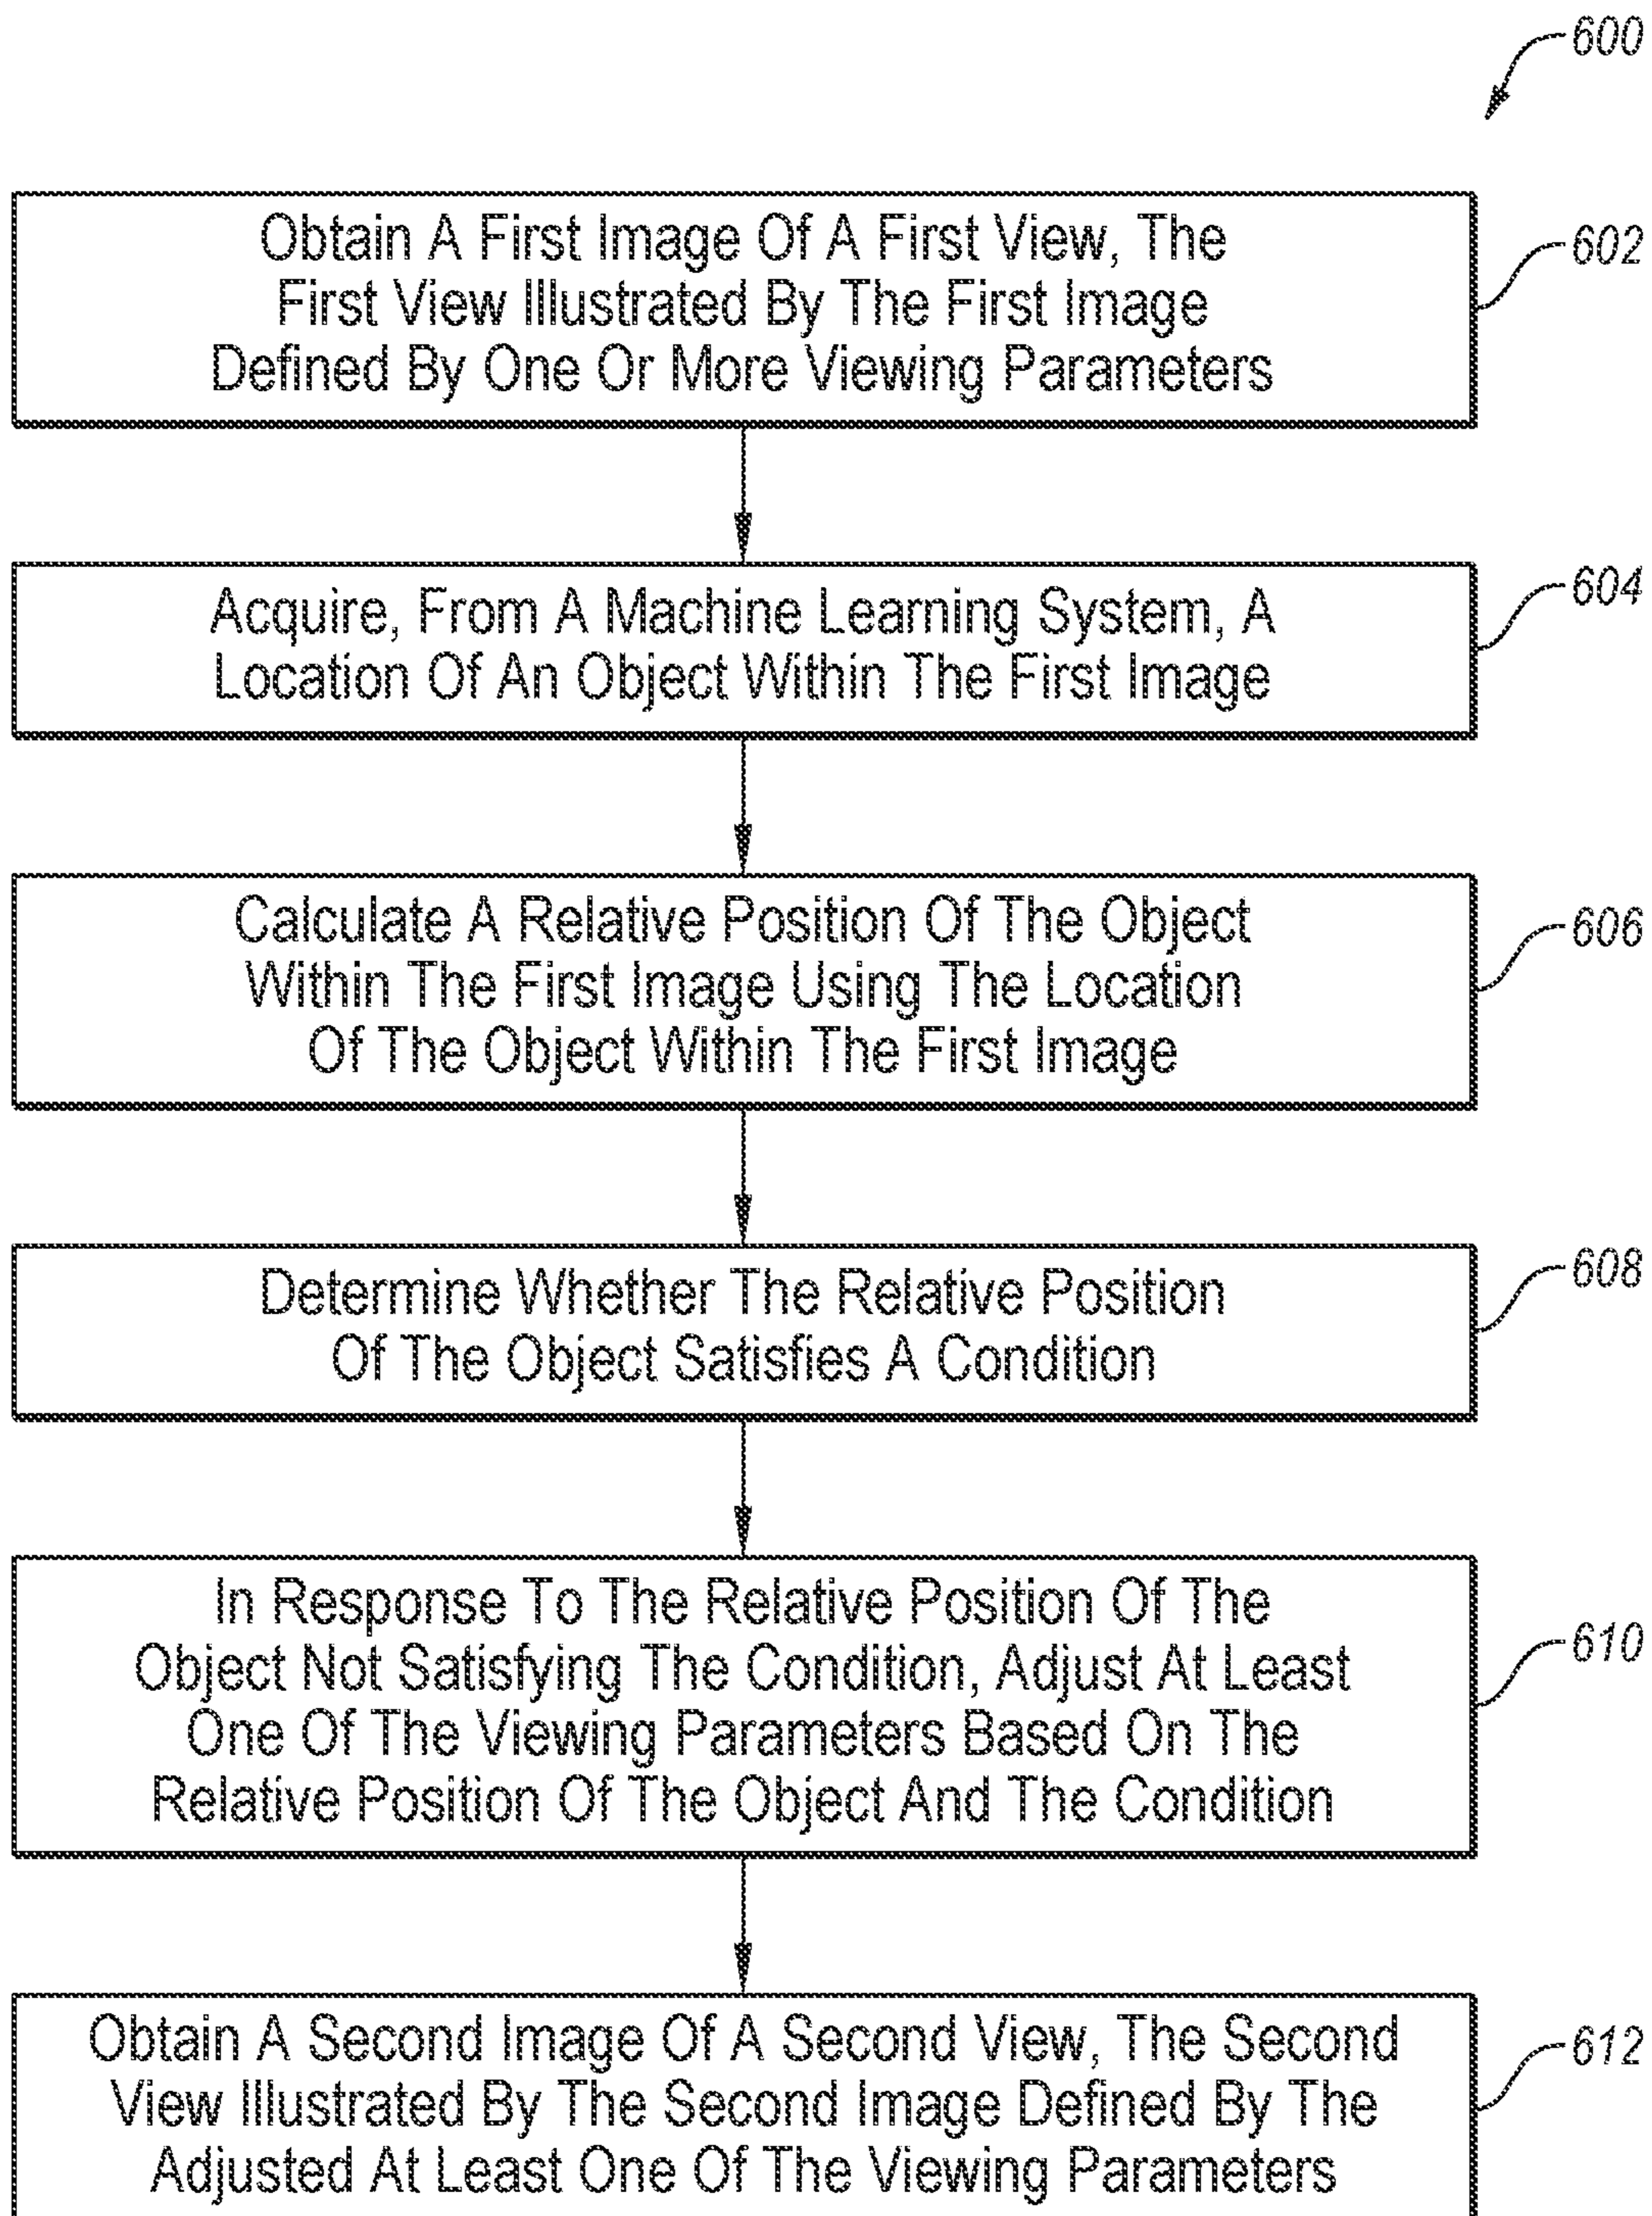 600
Obtain A First Image Of A First View, The
First View Illustrated By The First Image
Defined By One Or More Viewing Parameters
602
Acquire, From A Machine Learning System, A
Location Of An Object Within The First Image
604
Calculate A Relative Position Of The Object
Within The First Image Using The Location
Of The Object Within The First Image
606
Determine Whether The Relative Position
Of The Object Satisfies A Condition
608
In Response To The Relative Position Of The
Object Not Satisfying The Condition, Adjust At Least
One Of The Viewing Parameters Based On The
Relative Position Of The Object And The Condition
610
Obtain A Second Image Of A Second View, The Second
View Illustrated By The Second Image Defined By The
Adjusted At Least One Of The Viewing Parameters
612